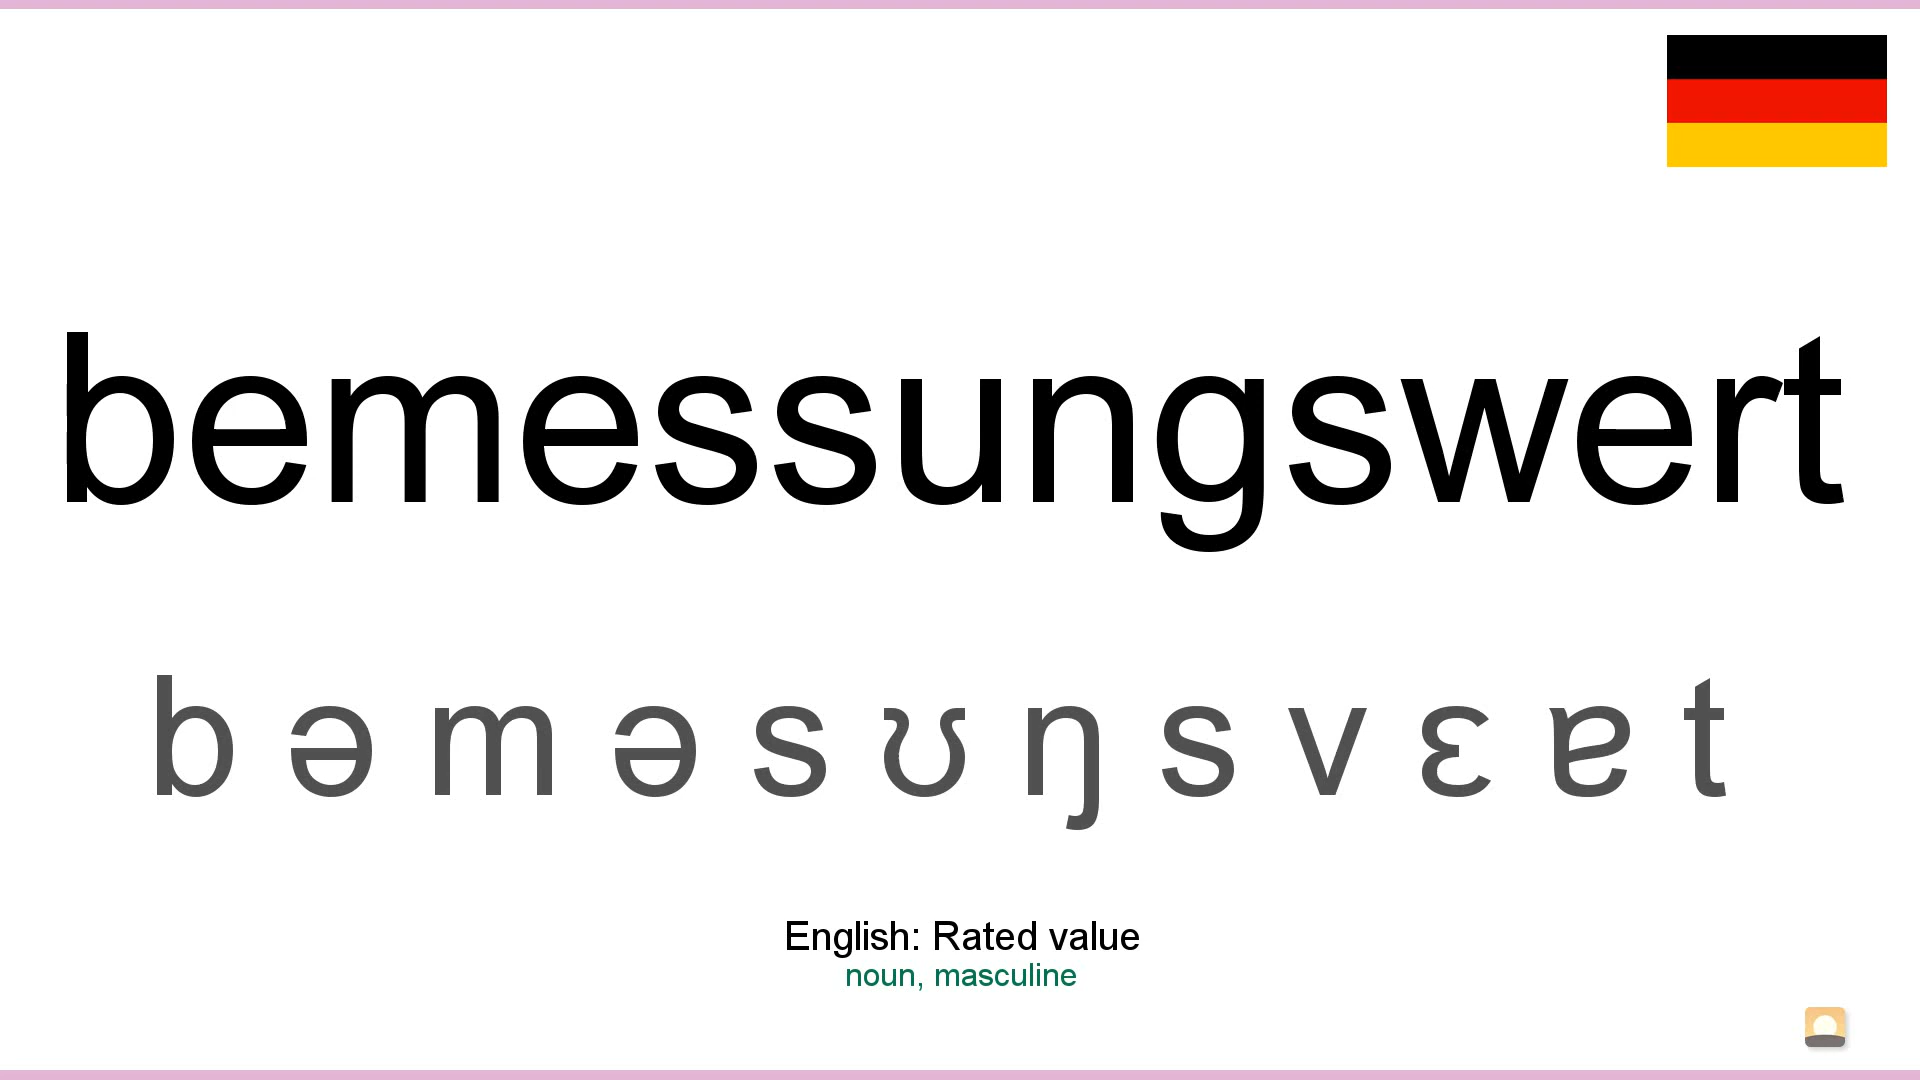 bemessungswert
b ə m ə s ʊ ŋ s v ɛ ɐ t
English: Rated value
noun, masculine